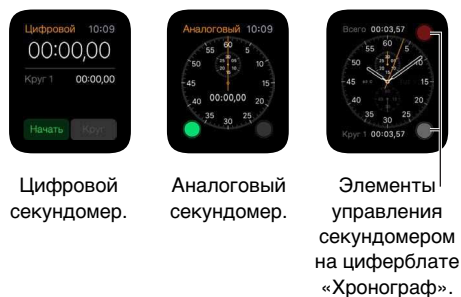 Цифровой 10:09
00:00,00
Круг 1 00:00,00
Начать Круг
Аналоговый 10:09
60
55 5
50 10
45 15
40 20
35 30 25
00:00,00
Всего 00:03,57
60
55 5
50 10
45 15
40 20
35 30 25
Круг 1 00:03,57
Цифровой
секундомер.
Аналоговый
секундомер.
Элементы
управления
секундомером
на циферблате
«Хронограф».